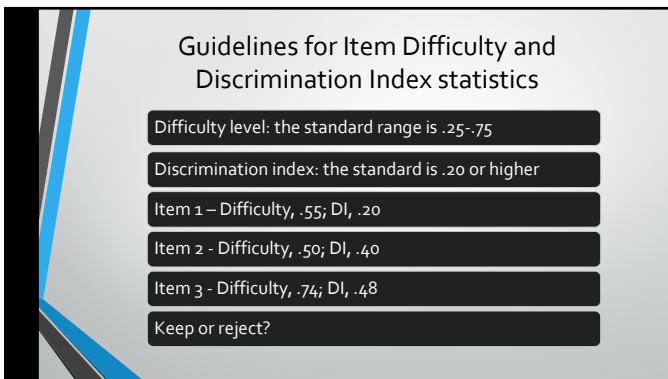 Guidelines for Item Difficulty and
Discrimination Index statistics
Difficulty level: the standard range is .25-.75
Discrimination index: the standard is .20 or higher
Item 1 – Difficulty, .55; DI, .20
Item 2 - Difficulty, .50; DI, .40
Item 3 - Difficulty, .74; DI, .48
Keep or reject?